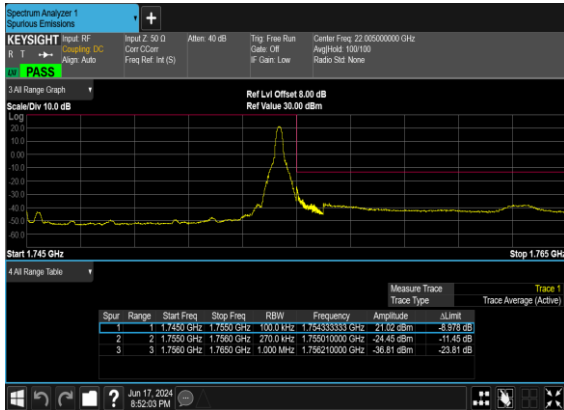 Spectrum Analyzer 1
Spurious Emissions
KEYSIGHT Input: RF Input Z: 50 Ω Atten: 40 dB Trig: Free Run Center Freq: 22.005000000 GHz
R T Coupling: DC Corr CCorr Gate: Off Avg|Hold: 100/100
Align: Auto Freq Ref: Int (S) IF Gain: Low Radio Std: None
LXI PASS
3 All Range Graph
Ref Lvl Offset 8.00 dB
Scale/Div 10.0 dB Ref Value 30.00 dBm
Log
20.0
10.0
0.00
-10.0
-20.0
-30.0
-40.0
-50.0
-60.0
Start 1.745 GHz Stop 1.765 GHz
4 All Range Table
Measure Trace Trace 1
Trace Type Trace Average (Active)
Spur Range Start Freq Stop Freq RBW Frequency Amplitude ΔLimit
1 1 1.7450 GHz 1.7550 GHz 100.0 kHz 1.754333333 GHz 21.02 dBm -8.978 dB
2 2 1.7550 GHz 1.7560 GHz 270.0 kHz 1.755010000 GHz -24.45 dBm -11.45 dB
3 3 1.7560 GHz 1.7650 GHz 1.000 MHz 1.756210000 GHz -36.81 dBm -23.81 dB
Jun 17, 2024
8:52:03 PM